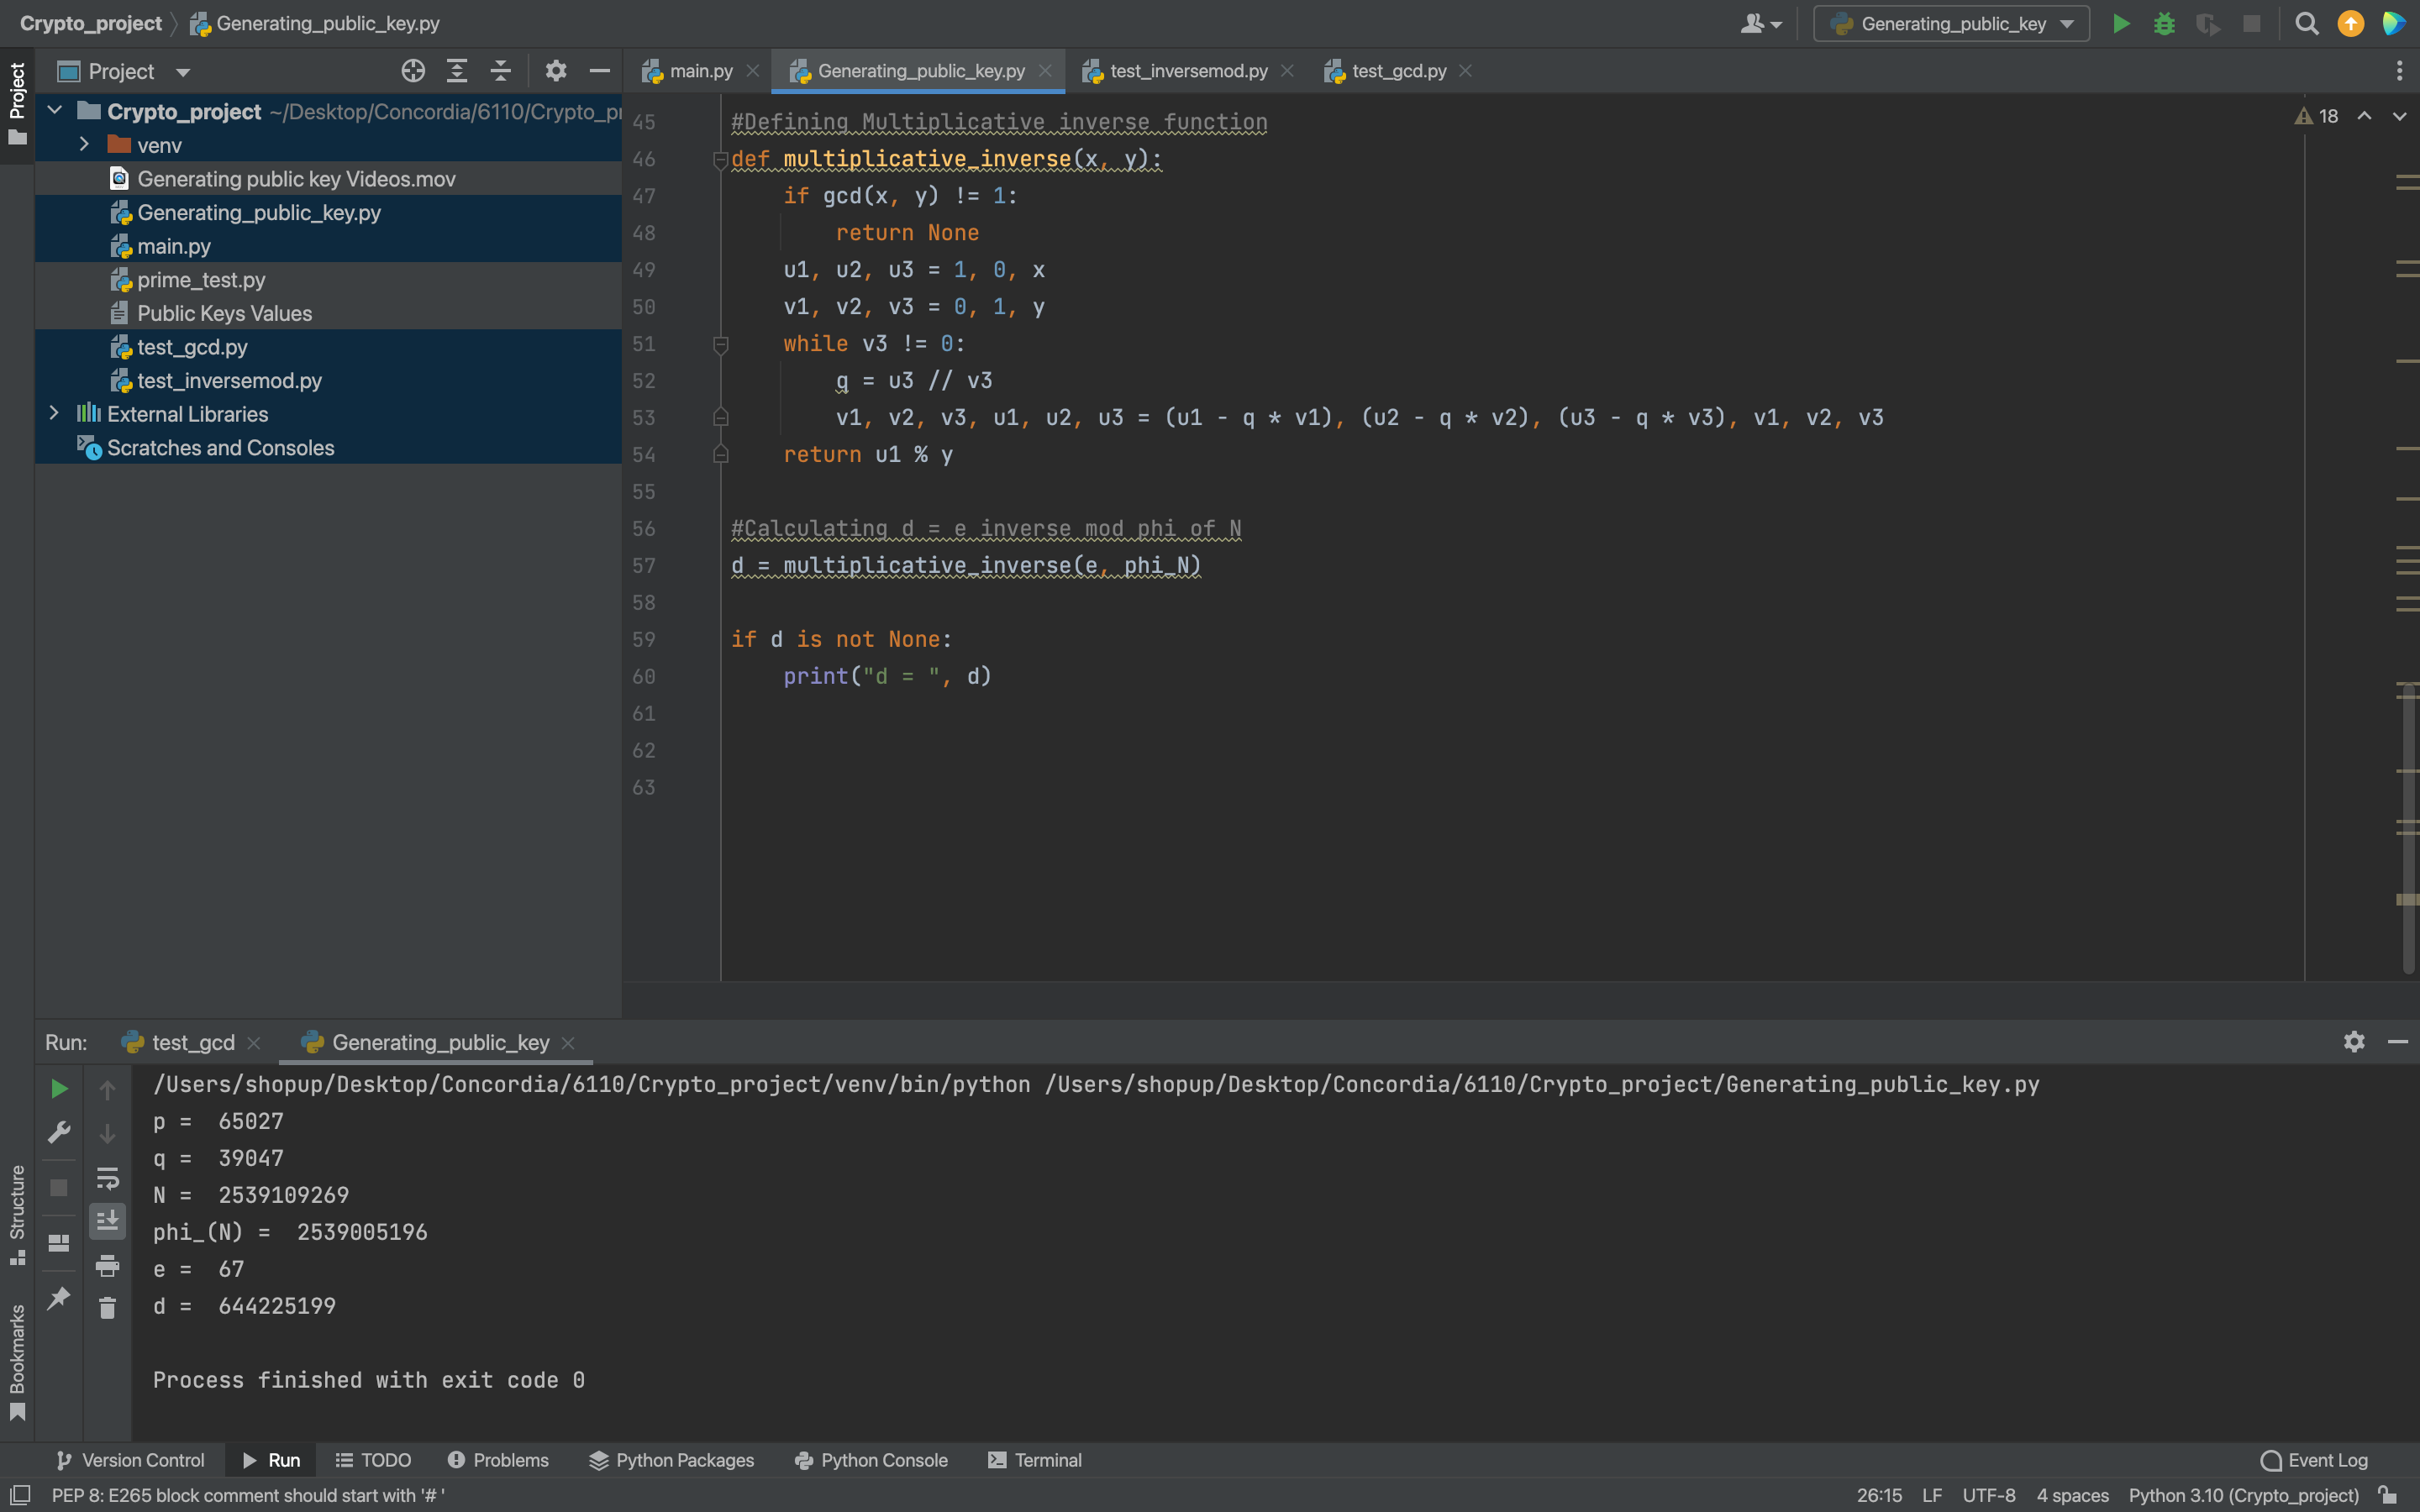 Crypto_project
Generating_public_key.py
Generating_public_key
Project
Project
main.py
Generating_public_key.py
test_inversemod.py
test_gcd.py
Crypto_project ~/Desktop/Concordia/6110/Crypto_pr
venv
Generating public key Videos.mov
Generating_public_key.py
main.py
prime_test.py
Public Keys Values
test_gcd.py
test_inversemod.py
External Libraries
Scratches and Consoles
18
45 #Defining Multiplicative inverse function
46 def multiplicative_inverse(x, y):
47 if gcd(x, y) != 1:
48 return None
49 u1, u2, u3 = 1, 0, x
50 v1, v2, v3 = 0, 1, y
51 while v3 != 0:
52 q = u3 // v3
53 v1, v2, v3, u1, u2, u3 = (u1 - q * v1), (u2 - q * v2), (u3 - q * v3), v1, v2, v3
54 return u1 % y
55
56 #Calculating d = e inverse mod phi of N
57 d = multiplicative_inverse(e, phi_N)
58
59 if d is not None:
60 print("d = ", d)
61
62
63
Run:
test_gcd
Generating_public_key
/Users/shopup/Desktop/Concordia/6110/Crypto_project/venv/bin/python /Users/shopup/Desktop/Concordia/6110/Crypto_project/Generating_public_key.py
p =  65027
q =  39047
N =  2539109269
phi_(N) =  2539005196
e =  67
d =  644225199
Process finished with exit code 0
Structure
Bookmarks
Version Control
Run
TODO
Problems
Python Packages
Python Console
Terminal
Event Log
PEP 8: E265 block comment should start with '# '
26:15
LF
UTF-8
4 spaces
Python 3.10 (Crypto_project)